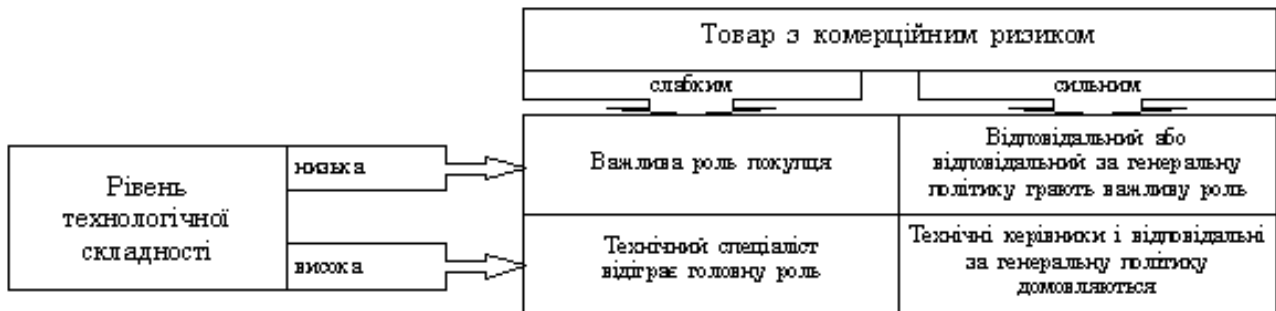 Товар з комерційним ризиком
слабким
сильним
Рівень
технологічної
складності
низька
висока
Важлива роль покупця
Відповідальний або
відповідальний за генеральну
політику грають важливу роль
Технічний спеціаліст
відіграє головну роль
Технічні керівники і відповідальні
за генеральну політику
домовляються